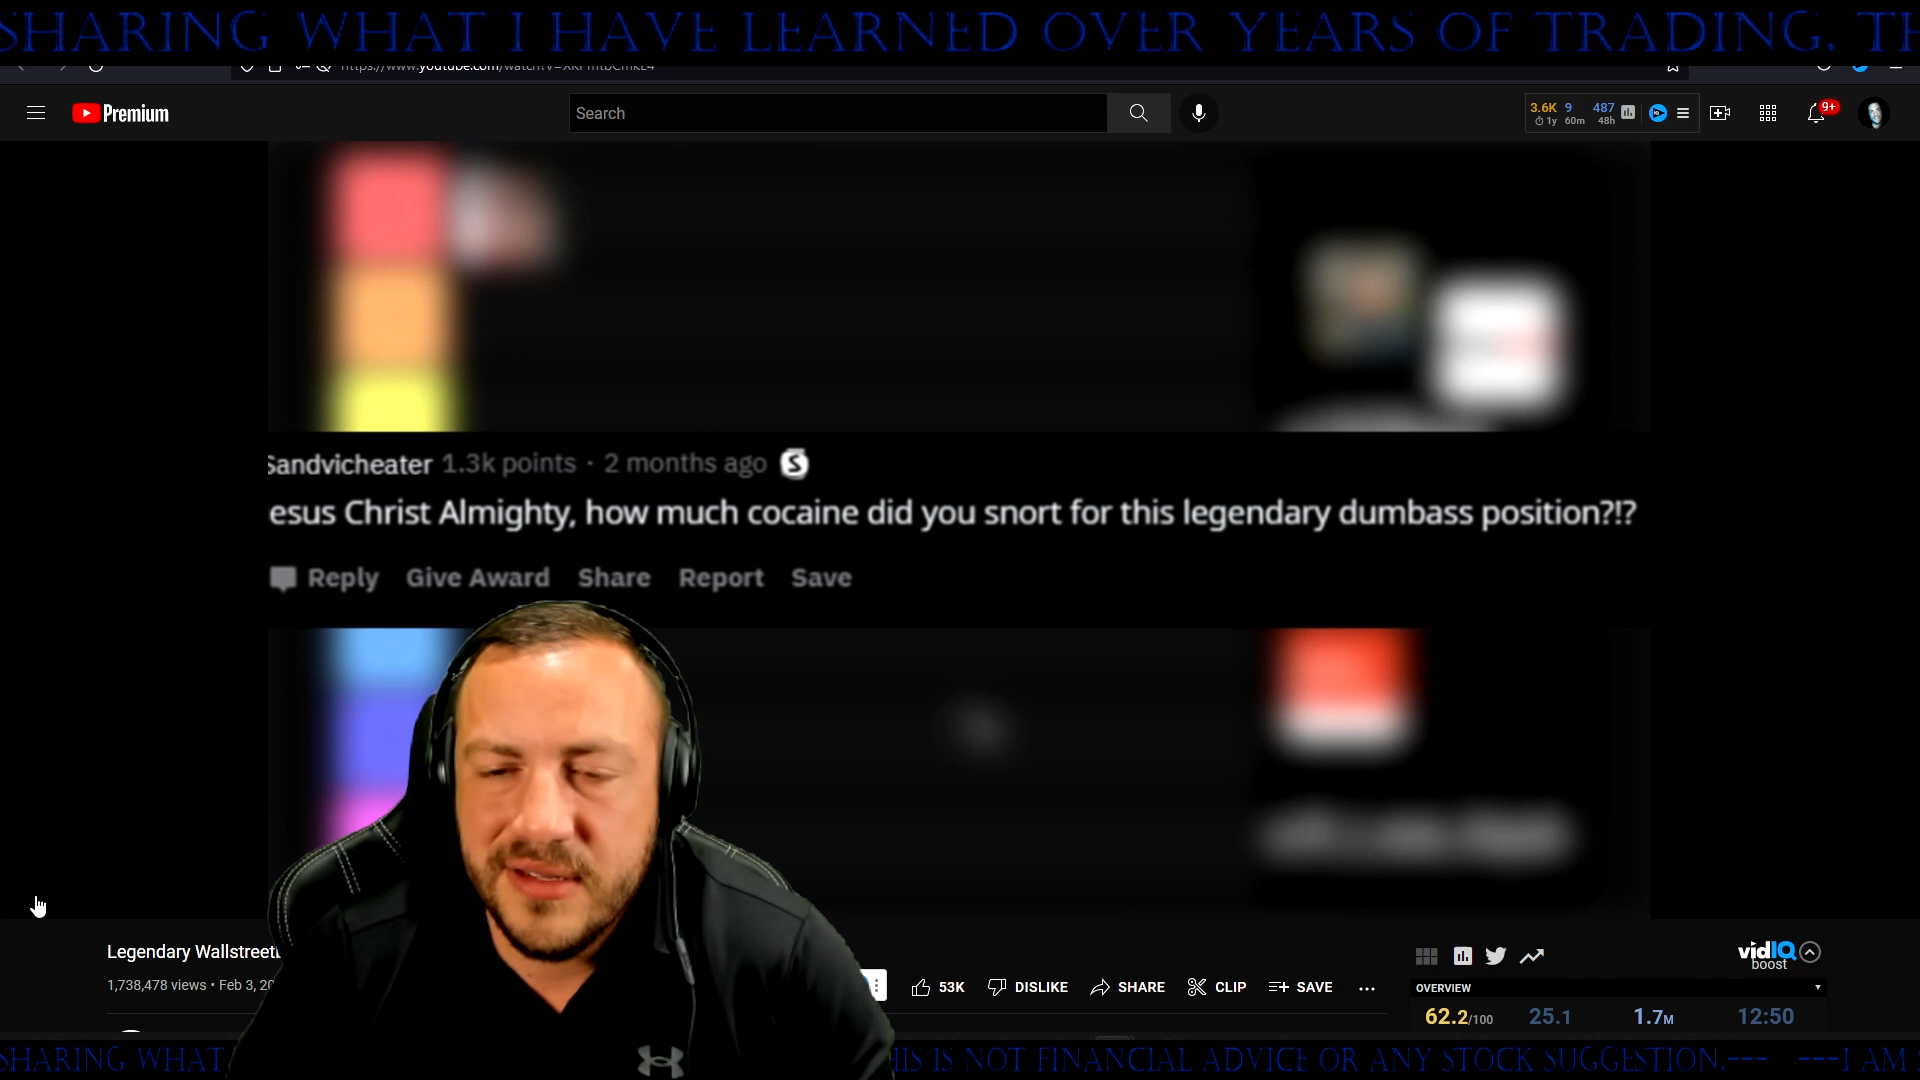 SHARING WHAT I HAVE LEARNED OVER YEARS OF TRADING. TH
Premium
Search
3.6K 9 487
1y 60m 48h
9+
Sandvicheater 1.3k points · 2 months ago S
esus Christ Almighty, how much cocaine did you snort for this legendary dumbass position?!?
Reply Give Award Share Report Save
Legendary Wallstreet
1,738,478 views • Feb 3, 20
53K DISLIKE SHARE CLIP SAVE ...
vidIQ
boost
OVERVIEW
62.2/100 25.1 1.7M 12:50
SHARING WHAT
HIS IS NOT FINANCIAL ADVICE OR ANY STOCK SUGGESTION.--- ---I AM